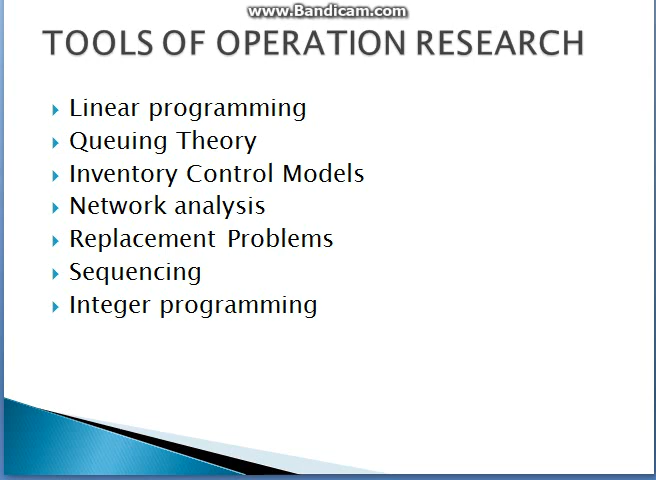 www.Bandicam.com
TOOLS OF OPERATION RESEARCH
Linear programming
Queuing Theory
Inventory Control Models
Network analysis
Replacement Problems
Sequencing
Integer programming